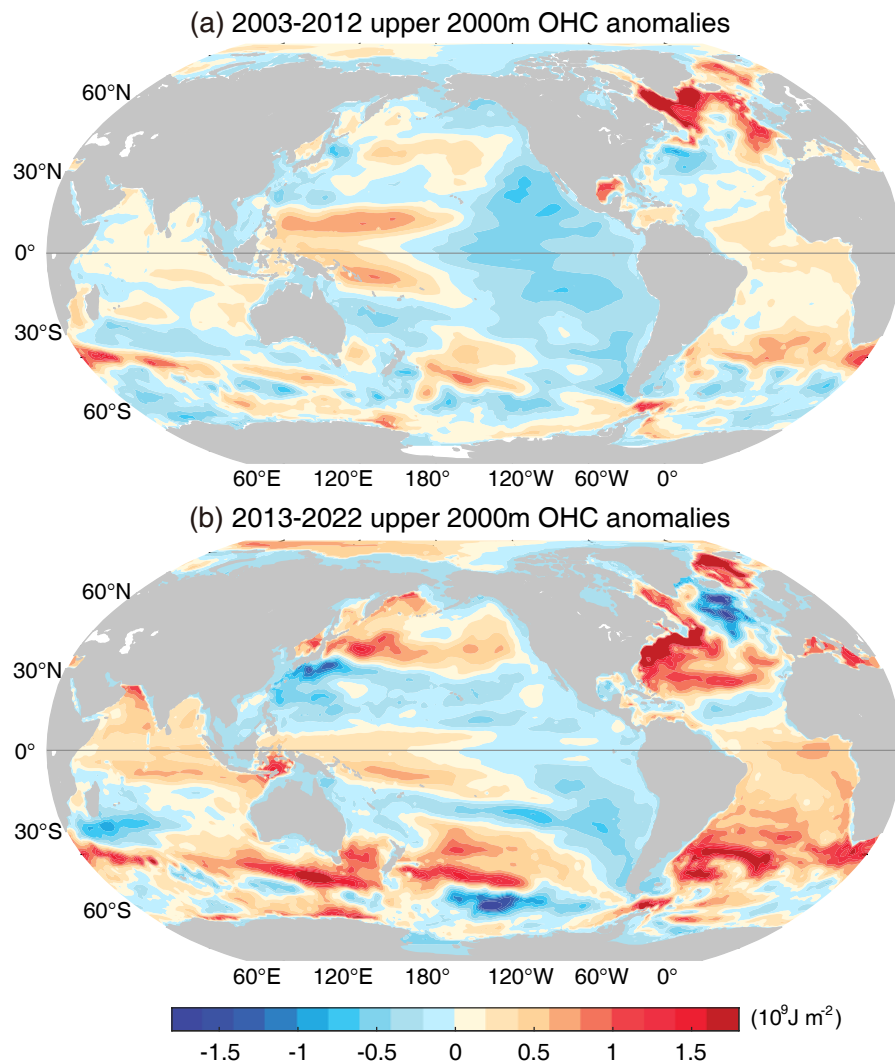 (a) 2003-2012 upper 2000m OHC anomalies
60°N
30°N
0°
30°S
60°S
60°E 120°E 180° 120°W 60°W 0°
(b) 2013-2022 upper 2000m OHC anomalies
60°N
30°N
0°
30°S
60°S
60°E 120°E 180° 120°W 60°W 0°
(10⁹J m⁻²)
-1.5 -1 -0.5 0 0.5 1 1.5